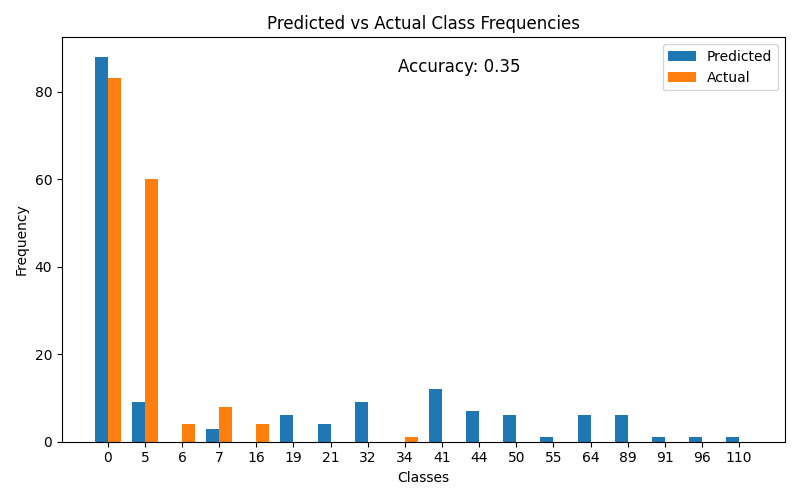 Predicted vs Actual Class Frequencies
Accuracy: 0.35
Predicted
Actual
80
60
40
20
0
Frequency
0 5 6 7 16 19 21 32 34 41 44 50 55 64 89 91 96 110
Classes